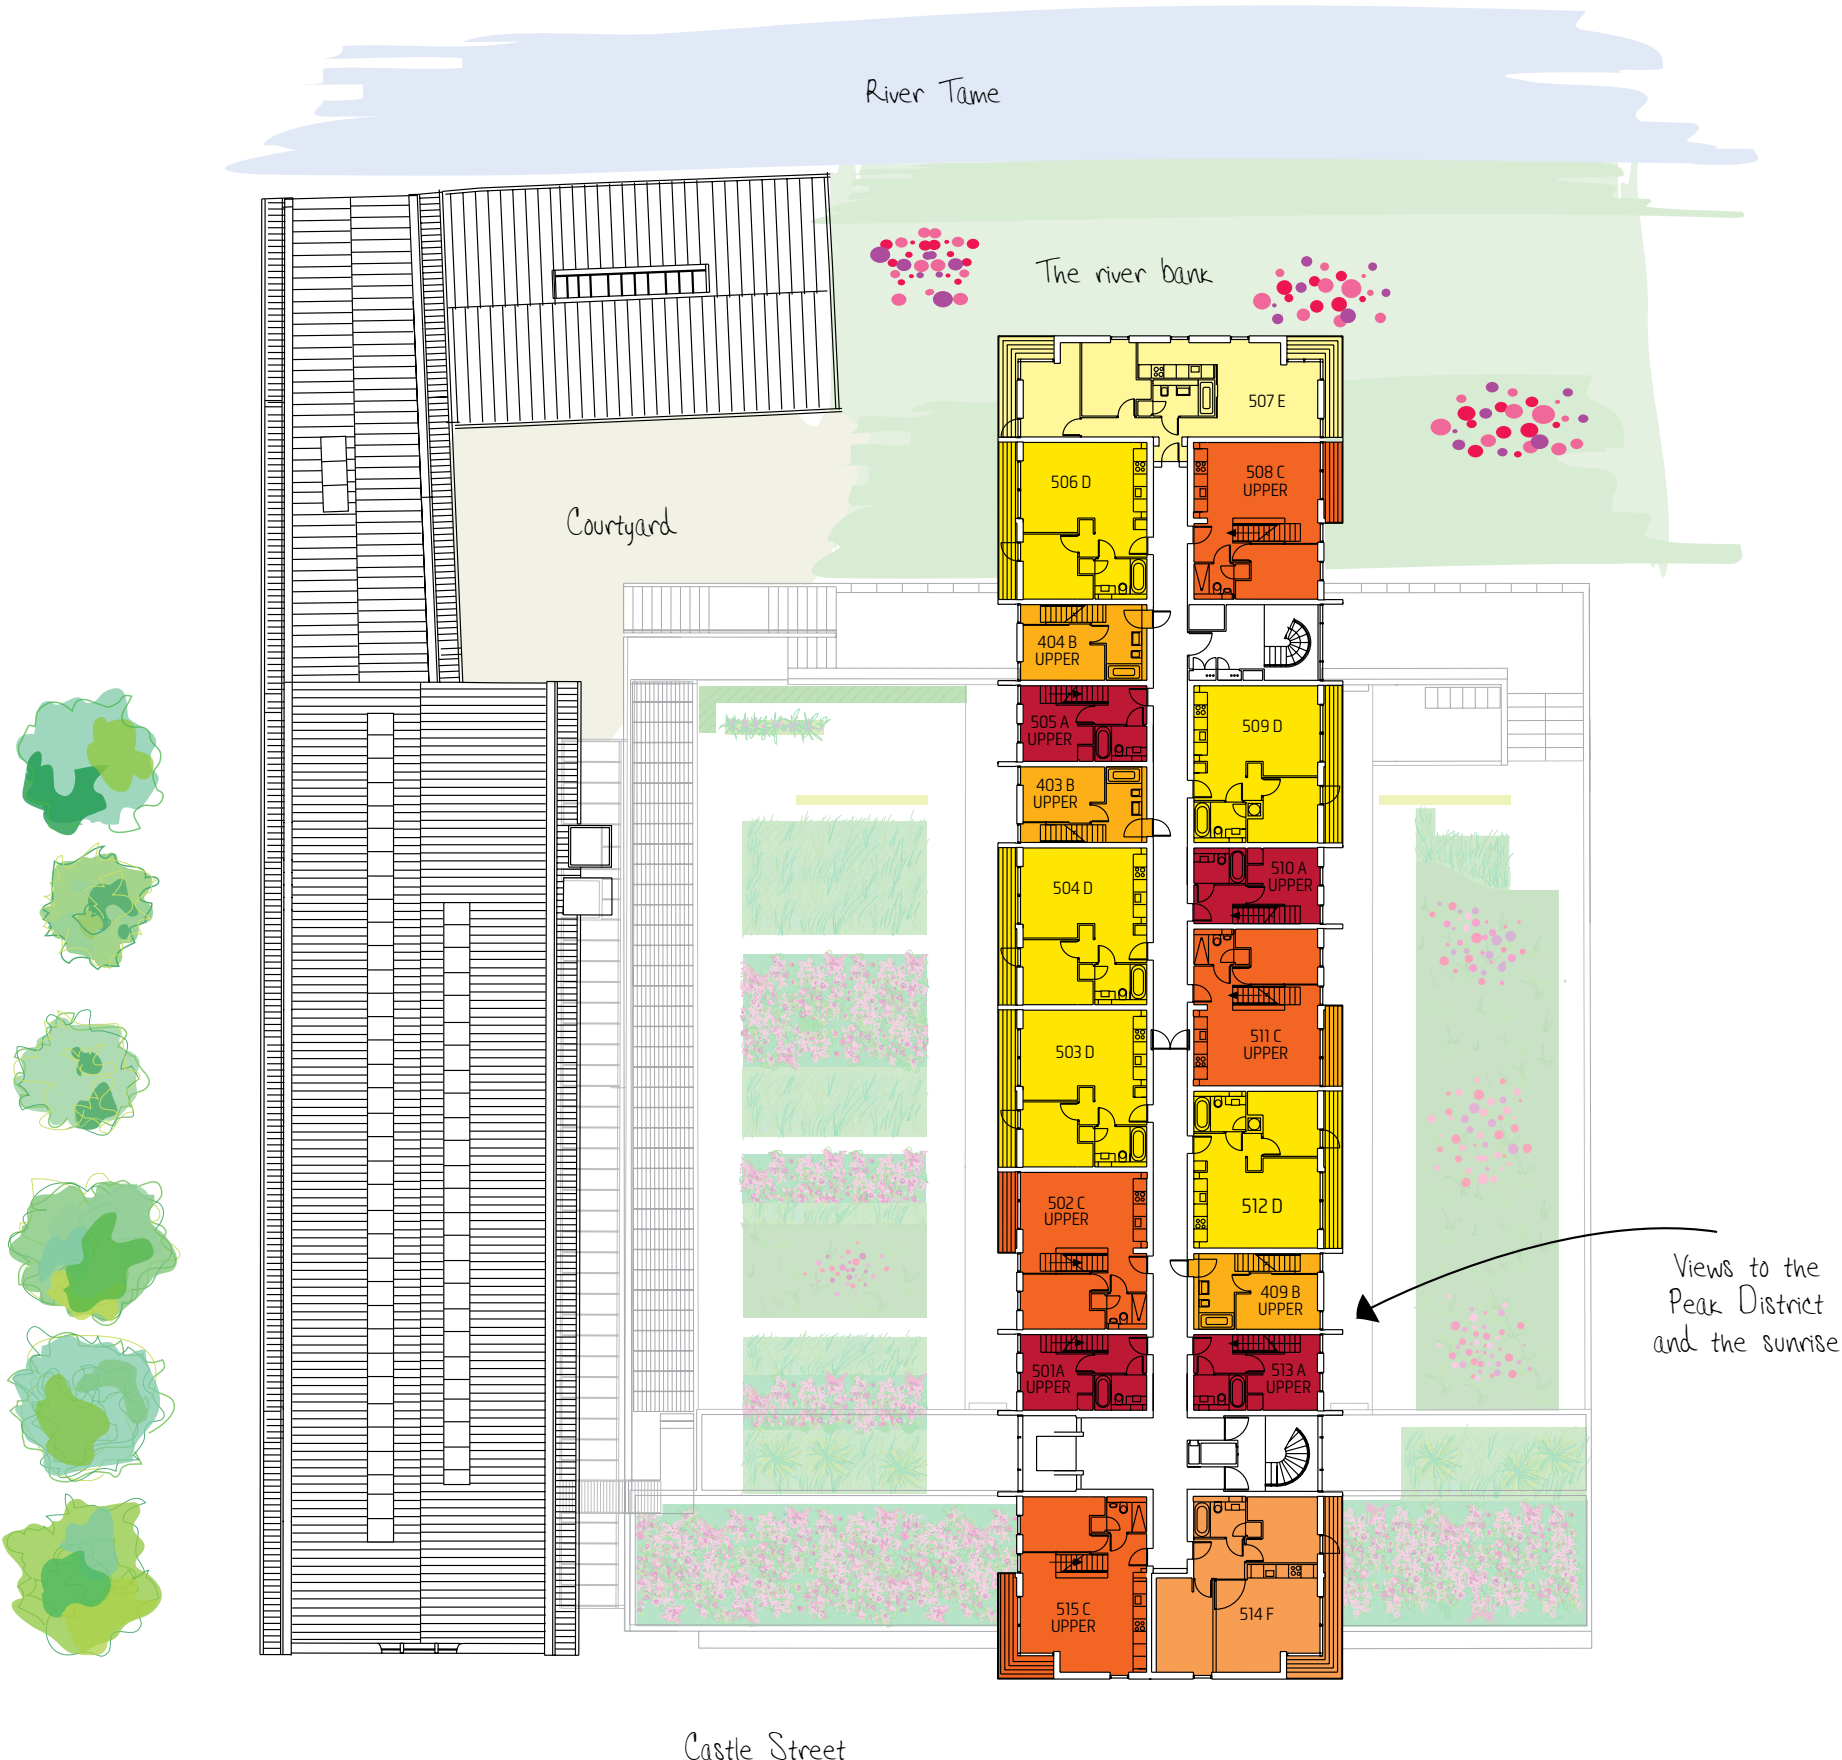 River Tame
The river bank
507 E
506 D
508 C
UPPER
Courtyard
404 B
UPPER
505 A
UPPER
509 D
403 B
UPPER
504 D
510 A
UPPER
503 D
511 C
UPPER
502 C
UPPER
512 D
Views to the
Peak District
and the sunrise
409 B
UPPER
501A
UPPER
513 A
UPPER
515 C
UPPER
514 F
Castle Street